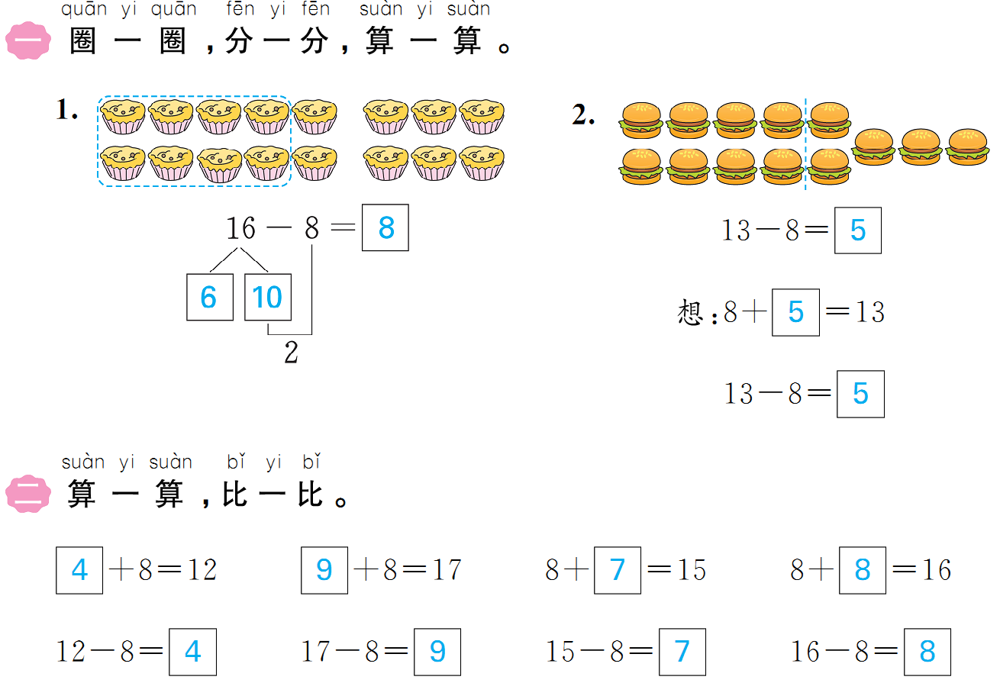 quān yi quān fēn yi fēn suàn yi suàn
一 圈一圈，分一分，算一算。
1. 2.
16－8＝8
6 10
2
13－8＝5
想：8＋5＝13
13－8＝5
suàn yi suàn bǐ yi bǐ
二 算一算，比一比。
4＋8＝12 9＋8＝17 8＋7＝15 8＋8＝16
12－8＝4 17－8＝9 15－8＝7 16－8＝8